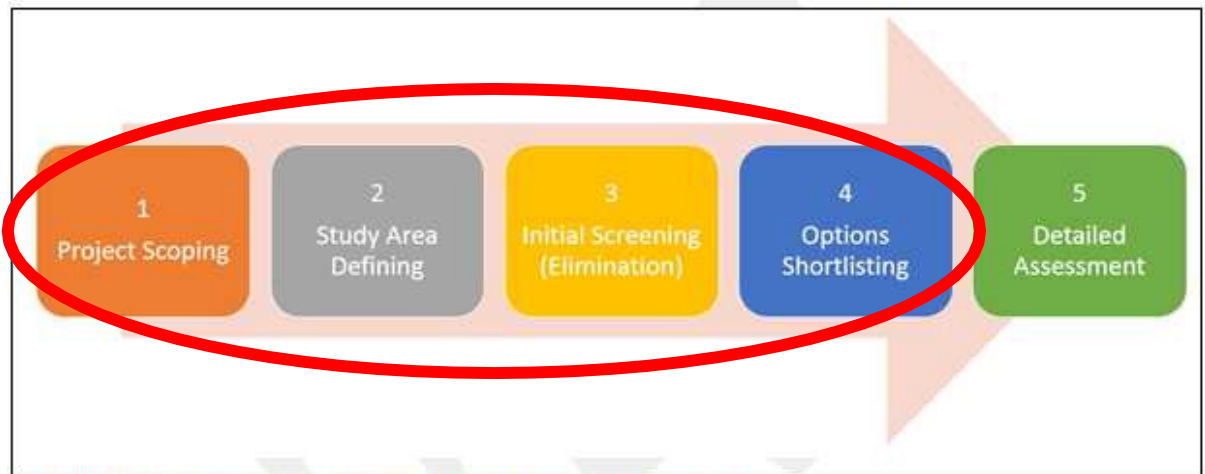 1
Project Scoping
2
Study Area
Defining
3
Initial Screening
(Elimination)
4
Options
Shortlisting
5
Detailed
Assessment